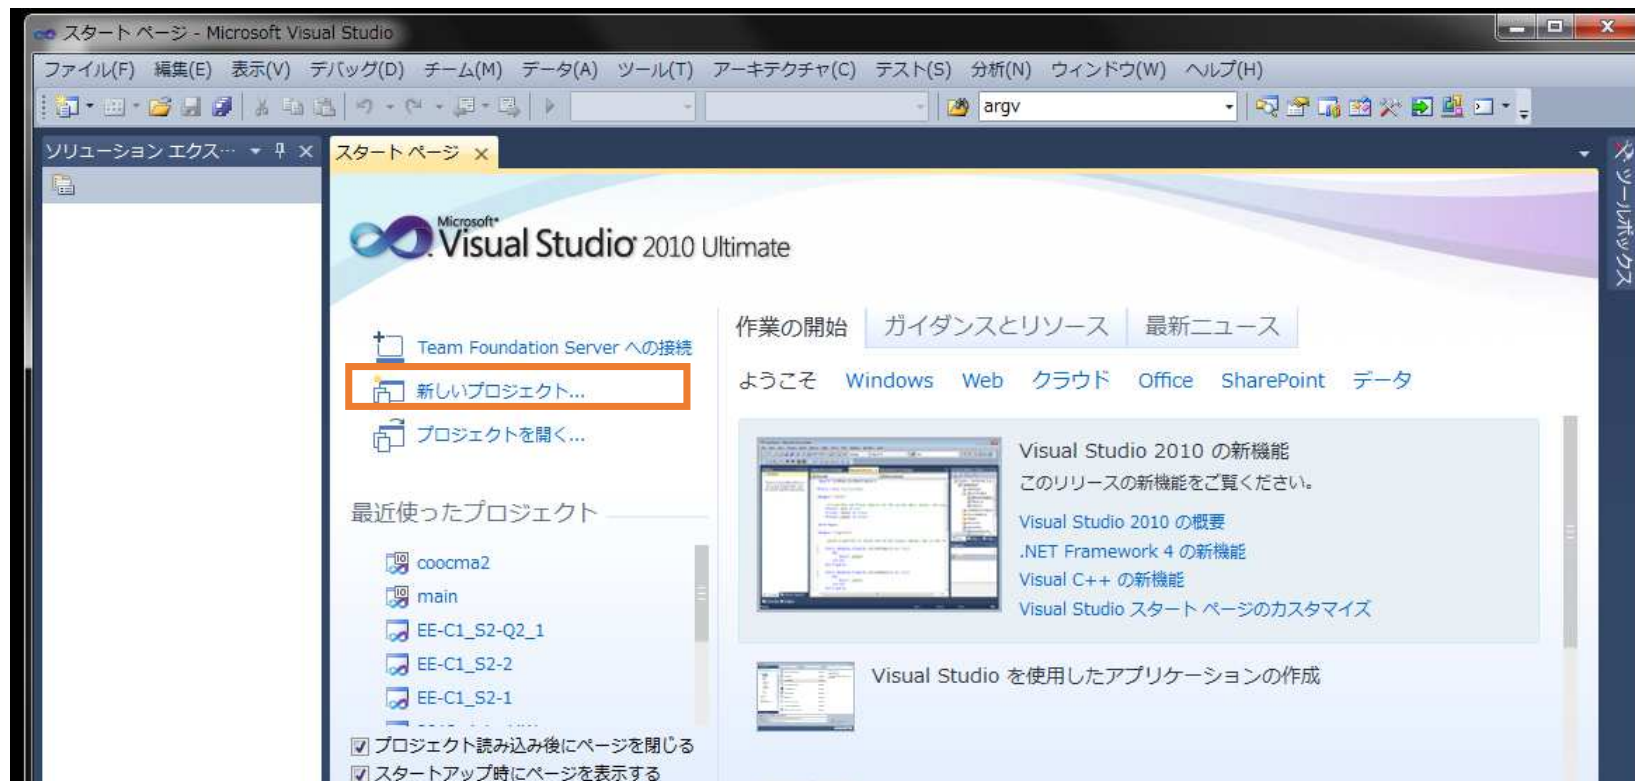 スタート ページ - Microsoft Visual Studio
ファイル(F) 編集(E) 表示(V) デバッグ(D) チーム(M) データ(A) ツール(T) アーキテクチャ(C) テスト(S) 分析(N) ウィンドウ(W) ヘルプ(H)
argv
ソリューション エクス…
スタート ページ
ツールボックス
Microsoft
Visual Studio 2010 Ultimate
Team Foundation Server への接続
新しいプロジェクト...
プロジェクトを開く...
最近使ったプロジェクト
coocma2
main
EE-C1_S2-Q2_1
EE-C1_S2-2
EE-C1_S2-1
プロジェクト読み込み後にページを閉じる
スタートアップ時にページを表示する
作業の開始 ガイダンスとリソース 最新ニュース
ようこそ Windows Web クラウド Office SharePoint データ
Visual Studio 2010 の新機能
このリリースの新機能をご覧ください。
Visual Studio 2010 の概要
.NET Framework 4 の新機能
Visual C++ の新機能
Visual Studio スタート ページのカスタマイズ
Visual Studio を使用したアプリケーションの作成